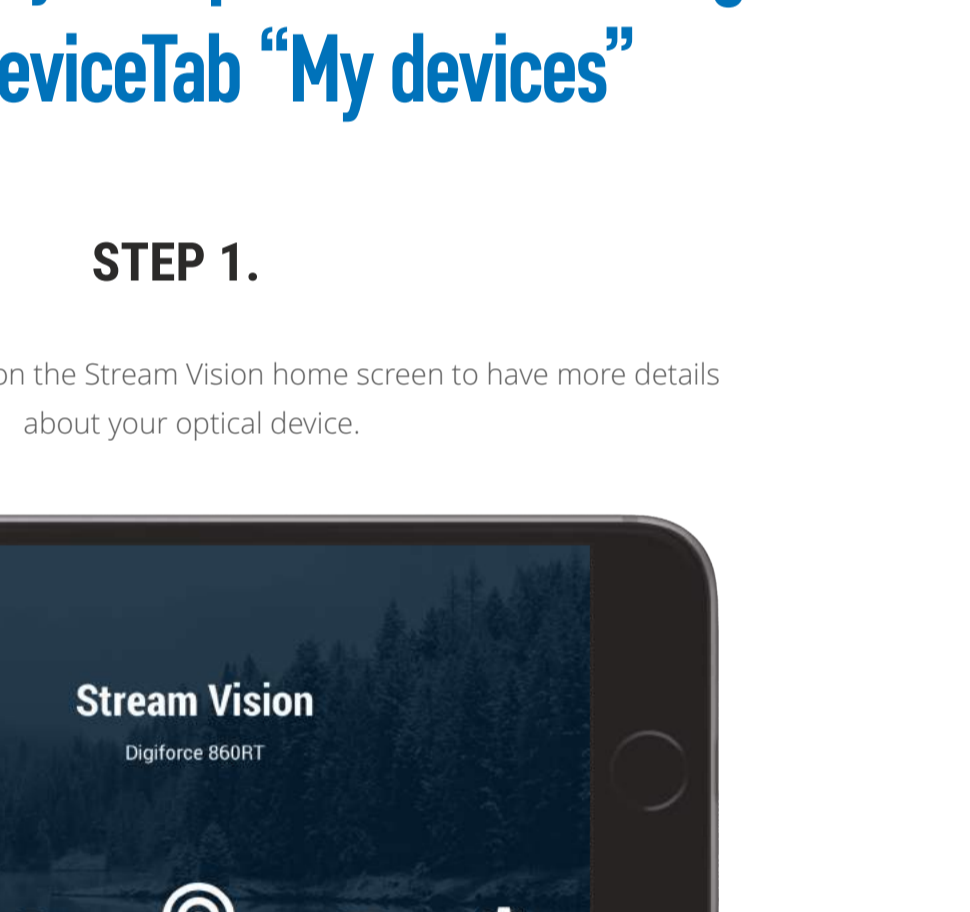 eviceTab “My devices”
STEP 1.
on the Stream Vision home screen to have more details
about your optical device.
Stream Vision
Digiforce 860RT